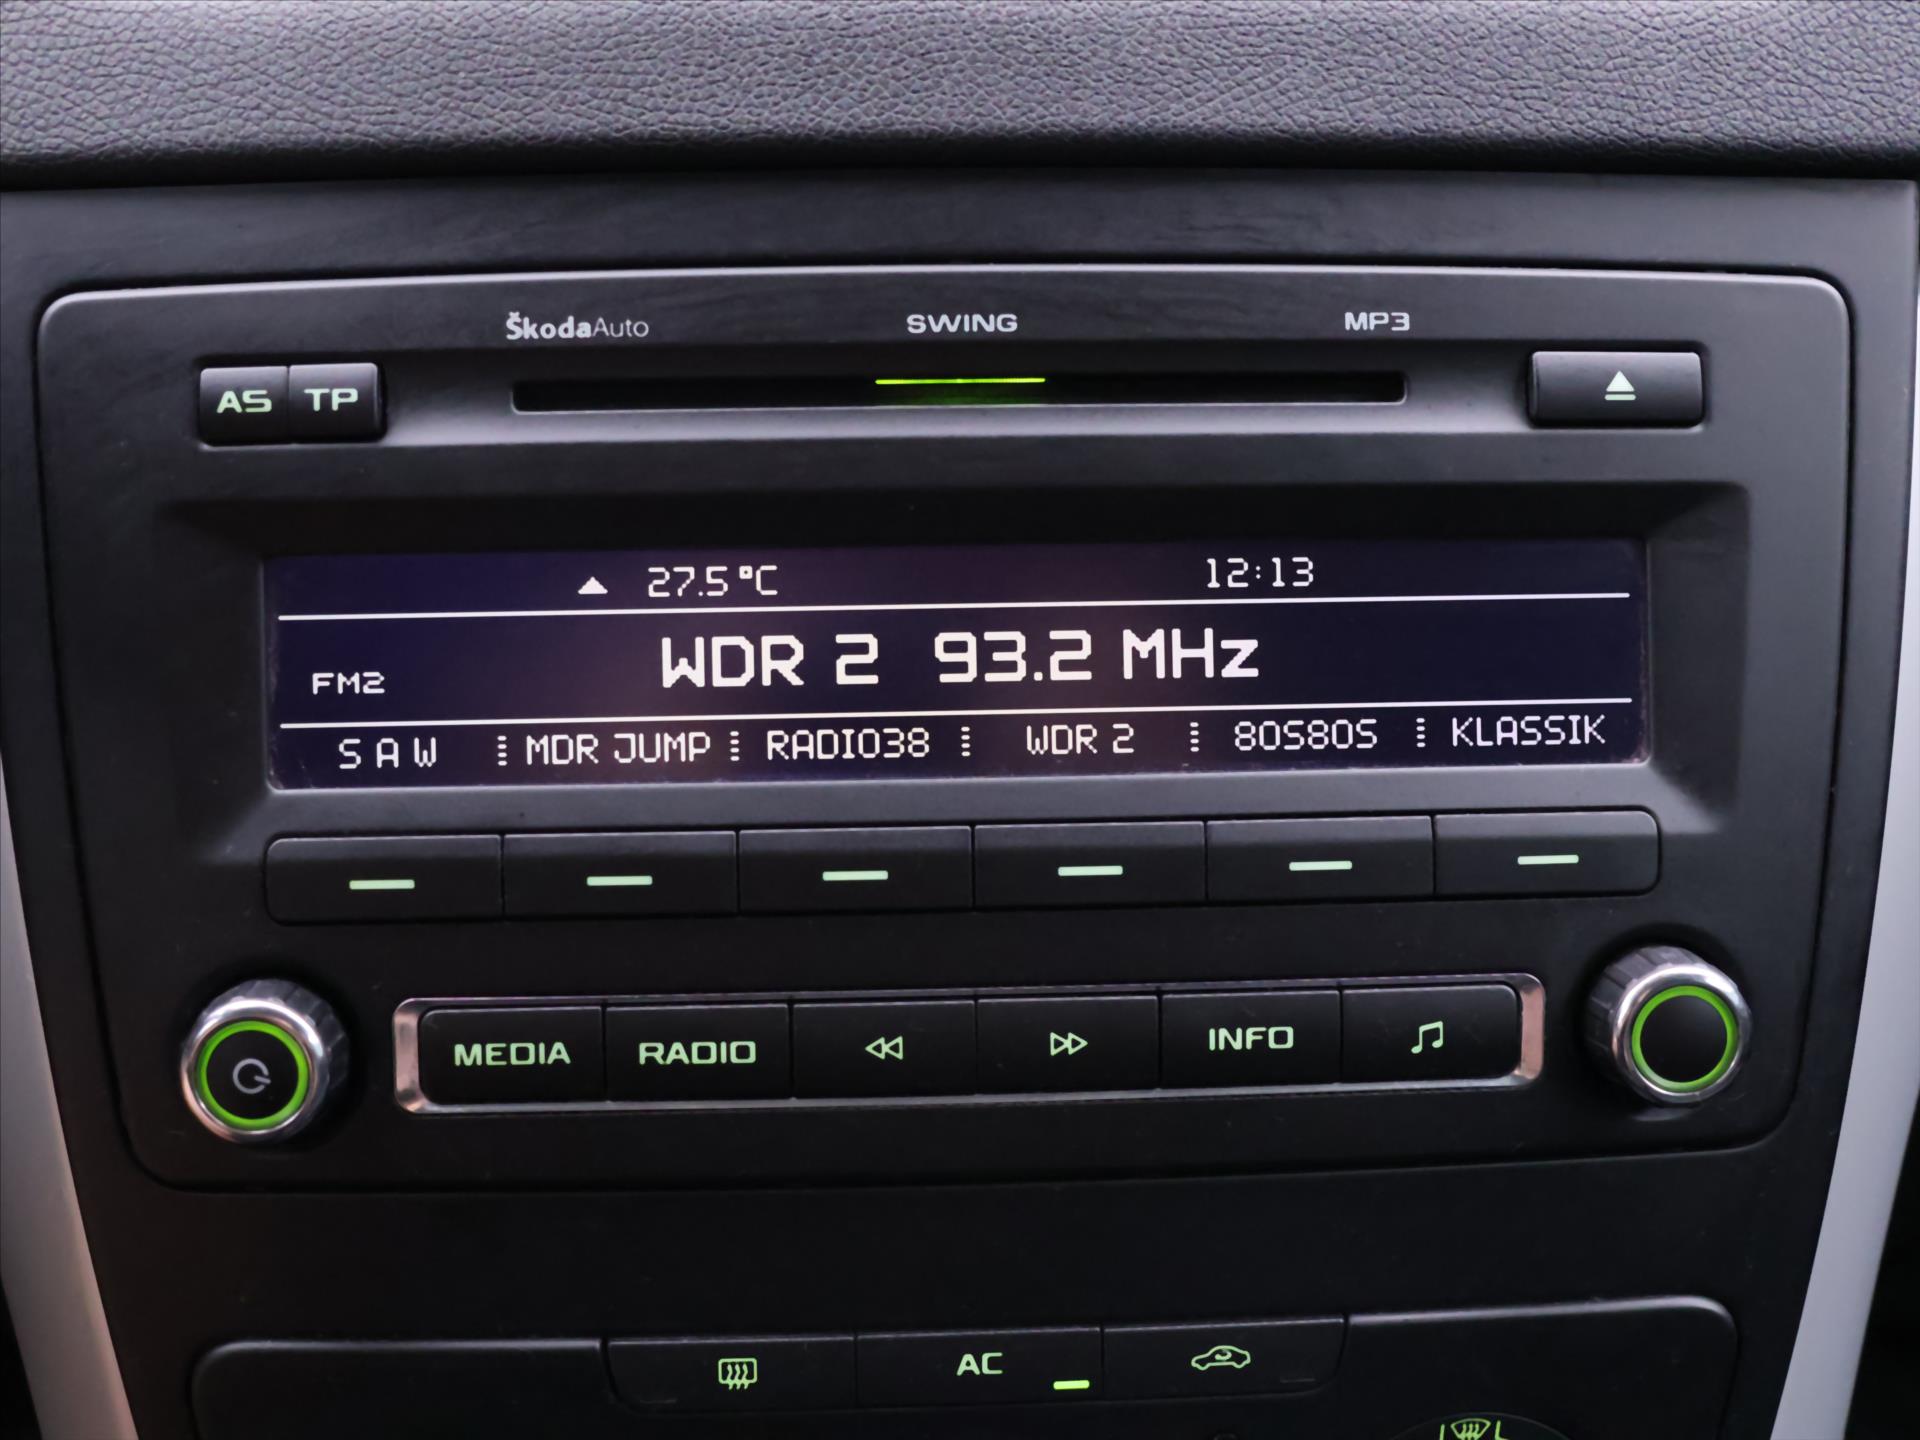 ŠkodaAuto SWING MP3
AS TP
27.5°C 12:13
FM2 WDR 2 93.2 MHz
S A W MDR JUMP RADIO38 WDR 2 80S80S KLASSIK
MEDIA RADIO INFO
AC